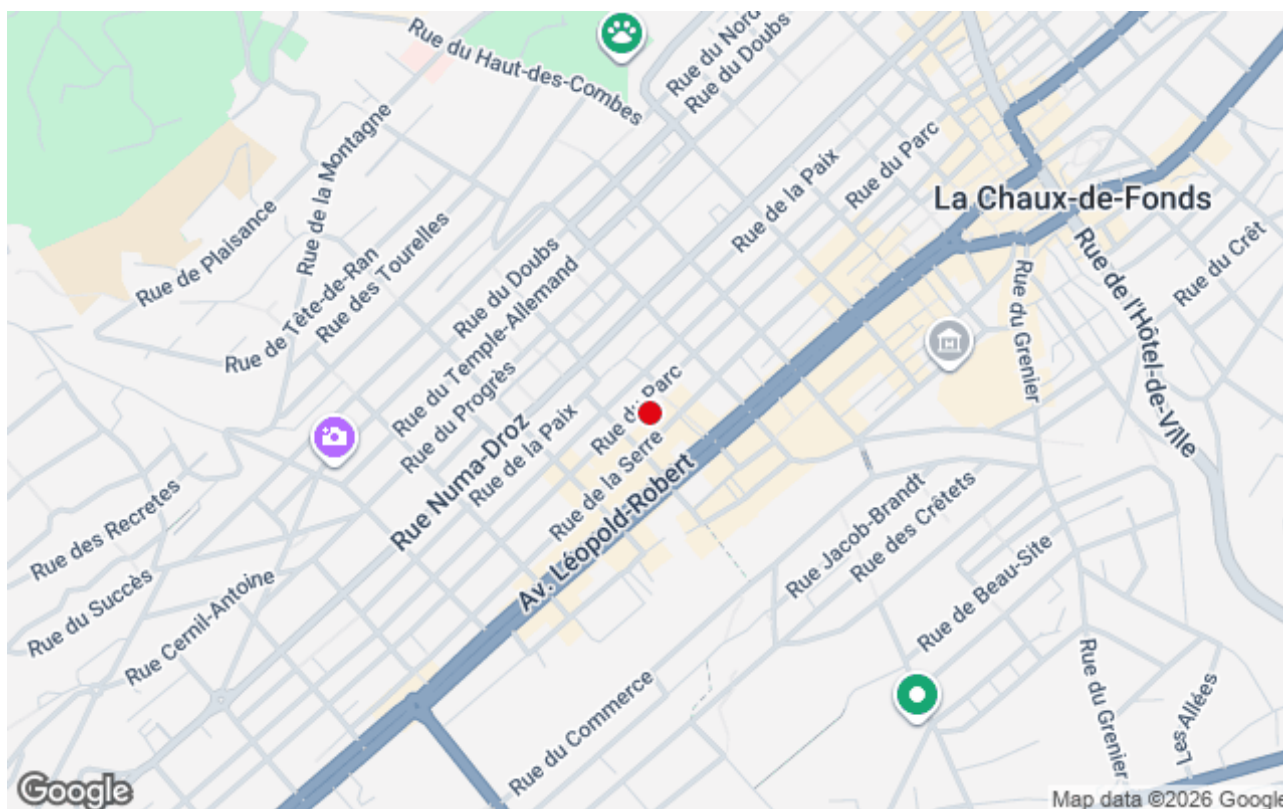 Rue du Haut-des-Combes
Rue du Nord
Rue du Doubs
Rue de la Montagne
Rue du Parc
Rue de la Paix
La Chaux-de-Fonds
Rue de Plaisance
Rue de Tête-de-Ran
Rue des Tourelles
Rue du Doubs
Rue du Temple-Allemand
Rue du Progrès
Rue du Crêt
Rue du Grenier
Rue de l'Hôtel-de-Ville
Rue du Parc
Rue de la Paix
Rue Numa-Droz
Rue de la Serre
Av. Léopold-Robert
Rue des Recretes
Rue du Succès
Rue Cernil-Antoine
Rue Jacob-Brandt
Rue des Crêtets
Rue de Beau-Site
Rue du Commerce
Rue du Grenier
Les Allées
Google
Map data ©2026 Google